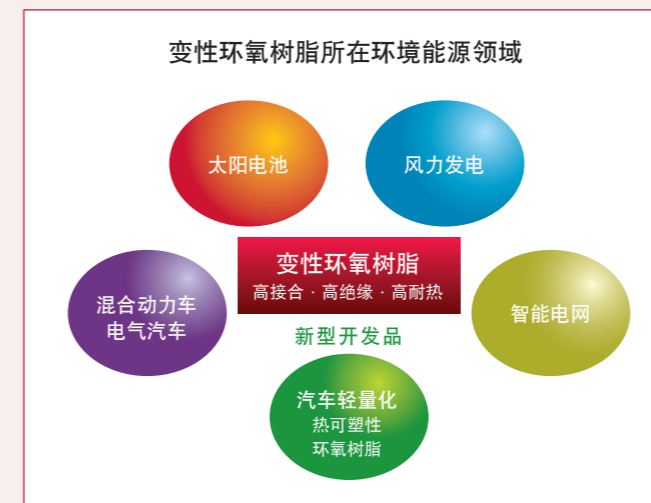 变性环氧树脂所在环境能源领域
太阳电池
风力发电
变性环氧树脂
高接合·高绝缘·高耐热
混合动力车
电气汽车
智能电网
新型开发品
汽车轻量化
热可塑性
环氧树脂